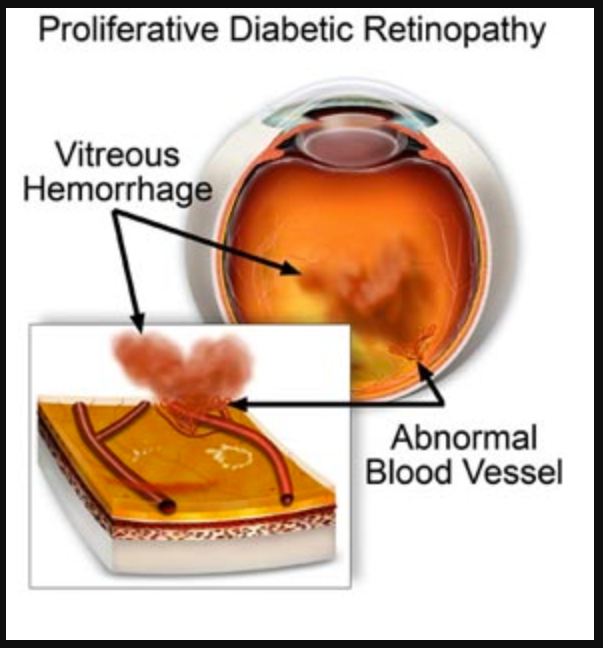 Proliferative Diabetic Retinopathy
Vitreous
Hemorrhage
Abnormal
Blood Vessel